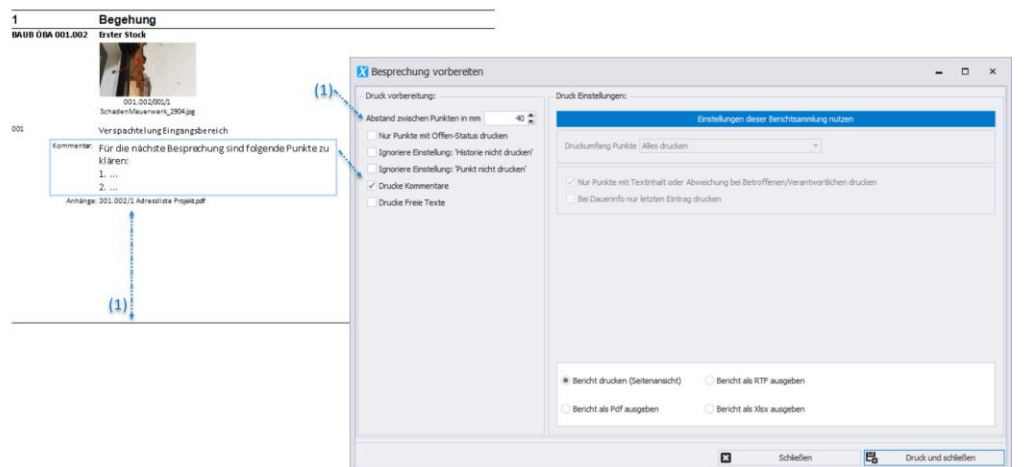 1 Begehung
BAUB ÖBA 001.002 Erster Stock
001.002/001/1
SchadenMauerwerk_2904.jpg
001 Verspachtelung Eingangsbereich
Kommentar: Für die nächste Besprechung sind folgende Punkte zu
klären:
1. ...
2. ...
Anhänge: 001.002/1 Adressliste Projekt.pdf
(1)
(1)
Besprechung vorbereiten
Druck vorbereitung:
Abstand zwischen Punkten in mm 40
Nur Punkte mit Offen-Status drucken
Ignoriere Einstellung: 'Historie nicht drucken'
Ignoriere Einstellung: 'Punkt nicht drucken'
Drucke Kommentare
Drucke Freie Texte
Druck Einstellungen:
Einstellungen dieser Berichtsammlung nutzen
Druckumfang Punkte Alles drucken
Nur Punkte mit Textinhalt oder Abweichung bei Betroffenen/Verantwortlichen drucken
Bei Dauerinfo nur letzten Eintrag drucken
Bericht drucken (Seitenansicht) Bericht als RTF ausgeben
Bericht als Pdf ausgeben Bericht als Xlsx ausgeben
Schließen Druck und schließen